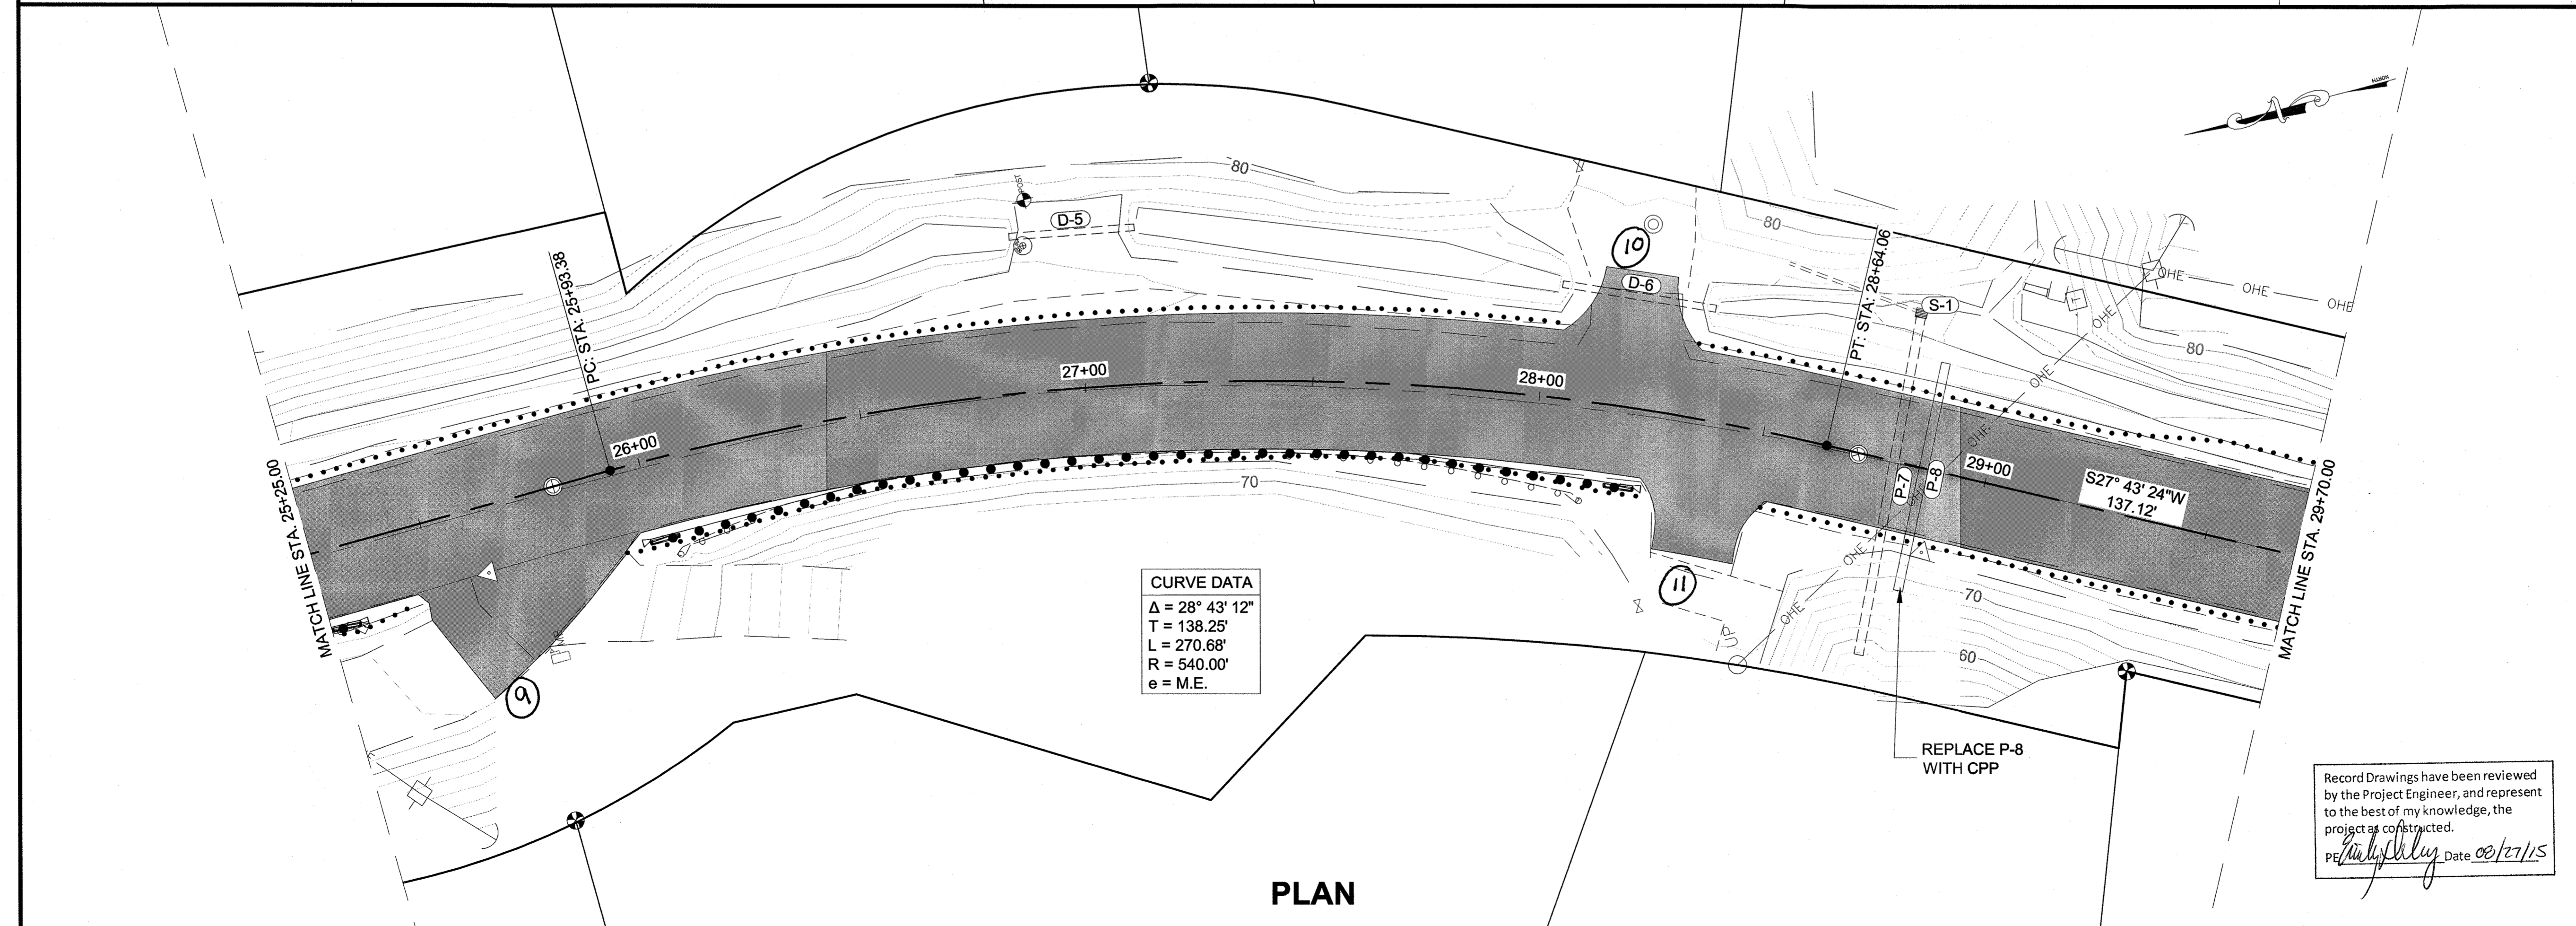 NORTH
80
POST
D-5
10
80
PC: STA: 25+93.38
PT: STA: 28+64.06
D-6
OHE
OHE
OHE
S-1
T
OHE
80
OHE
27+00
28+00
26+00
OHE
29+00
P-7
P-8
S27° 43' 24"W
137.12'
MATCH LINE STA. 25+25.00
MATCH LINE STA. 29+70.00
70
OHE
70
11
OHE
UP
60
9
CURVE DATA
Δ = 28° 43' 12"
T = 138.25'
L = 270.68'
R = 540.00'
e = M.E.
REPLACE P-8
WITH CPP
Record Drawings have been reviewed
by the Project Engineer, and represent
to the best of my knowledge, the
project as constructed.
PE Date 08/27/15
PLAN